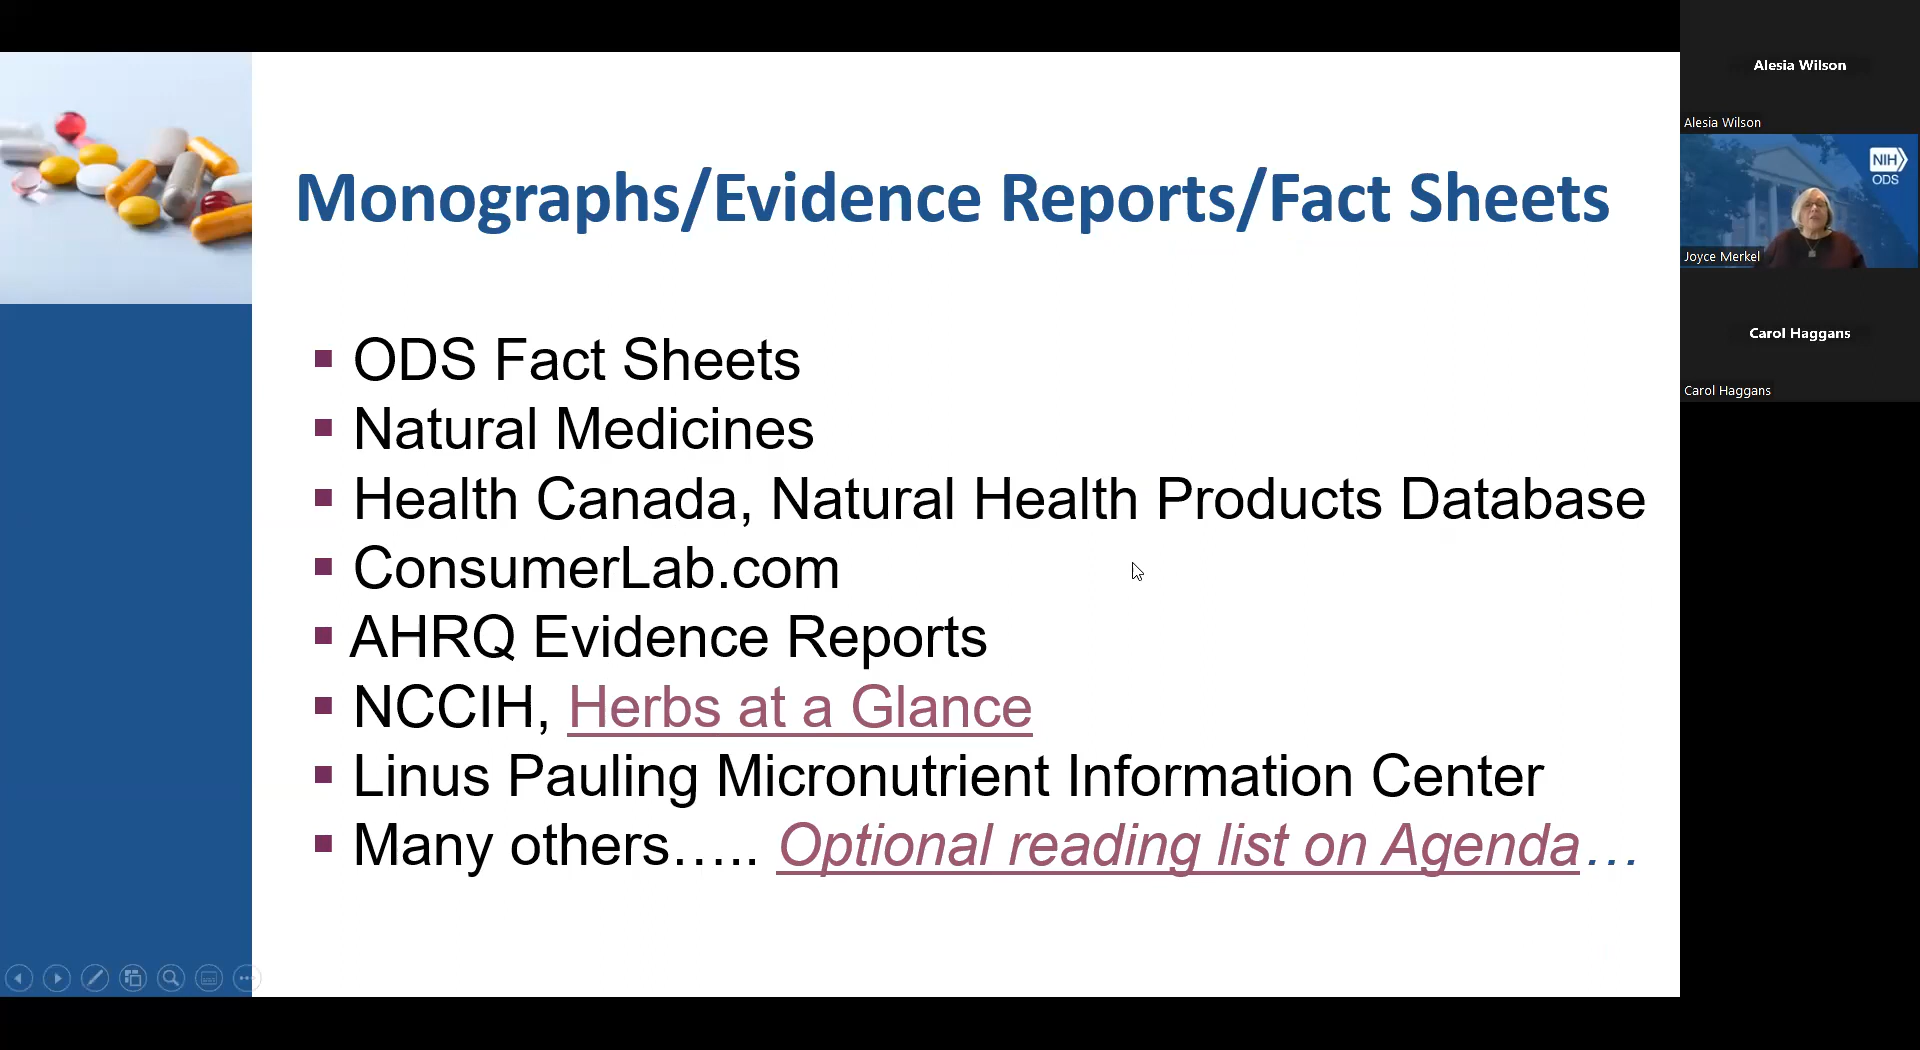 Monographs/Evidence Reports/Fact Sheets
ODS Fact Sheets
Natural Medicines
Health Canada, Natural Health Products Database
ConsumerLab.com
AHRQ Evidence Reports
NCCIH, Herbs at a Glance
Linus Pauling Micronutrient Information Center
Many others….. Optional reading list on Agenda…
Alesia Wilson
Alesia Wilson
NIH
ODS
Joyce Merkel
Carol Haggans
Carol Haggans